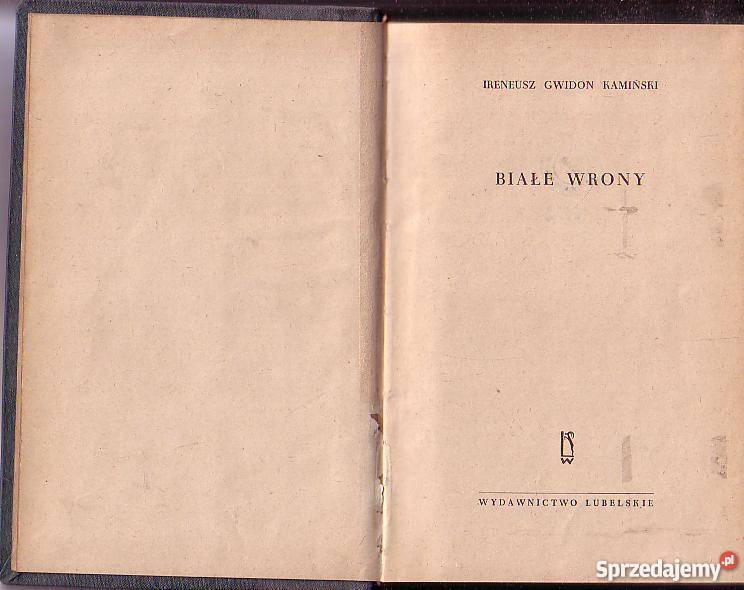 IRENEUSZ GWIDON KAMIŃSKI
BIAŁE WRONY
W
WYDAWNICTWO LUBELSKIE
Sprzedajemy.pl